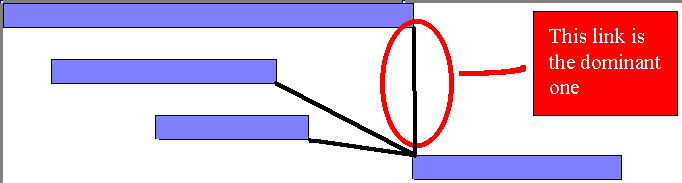 This link is
the dominant
one